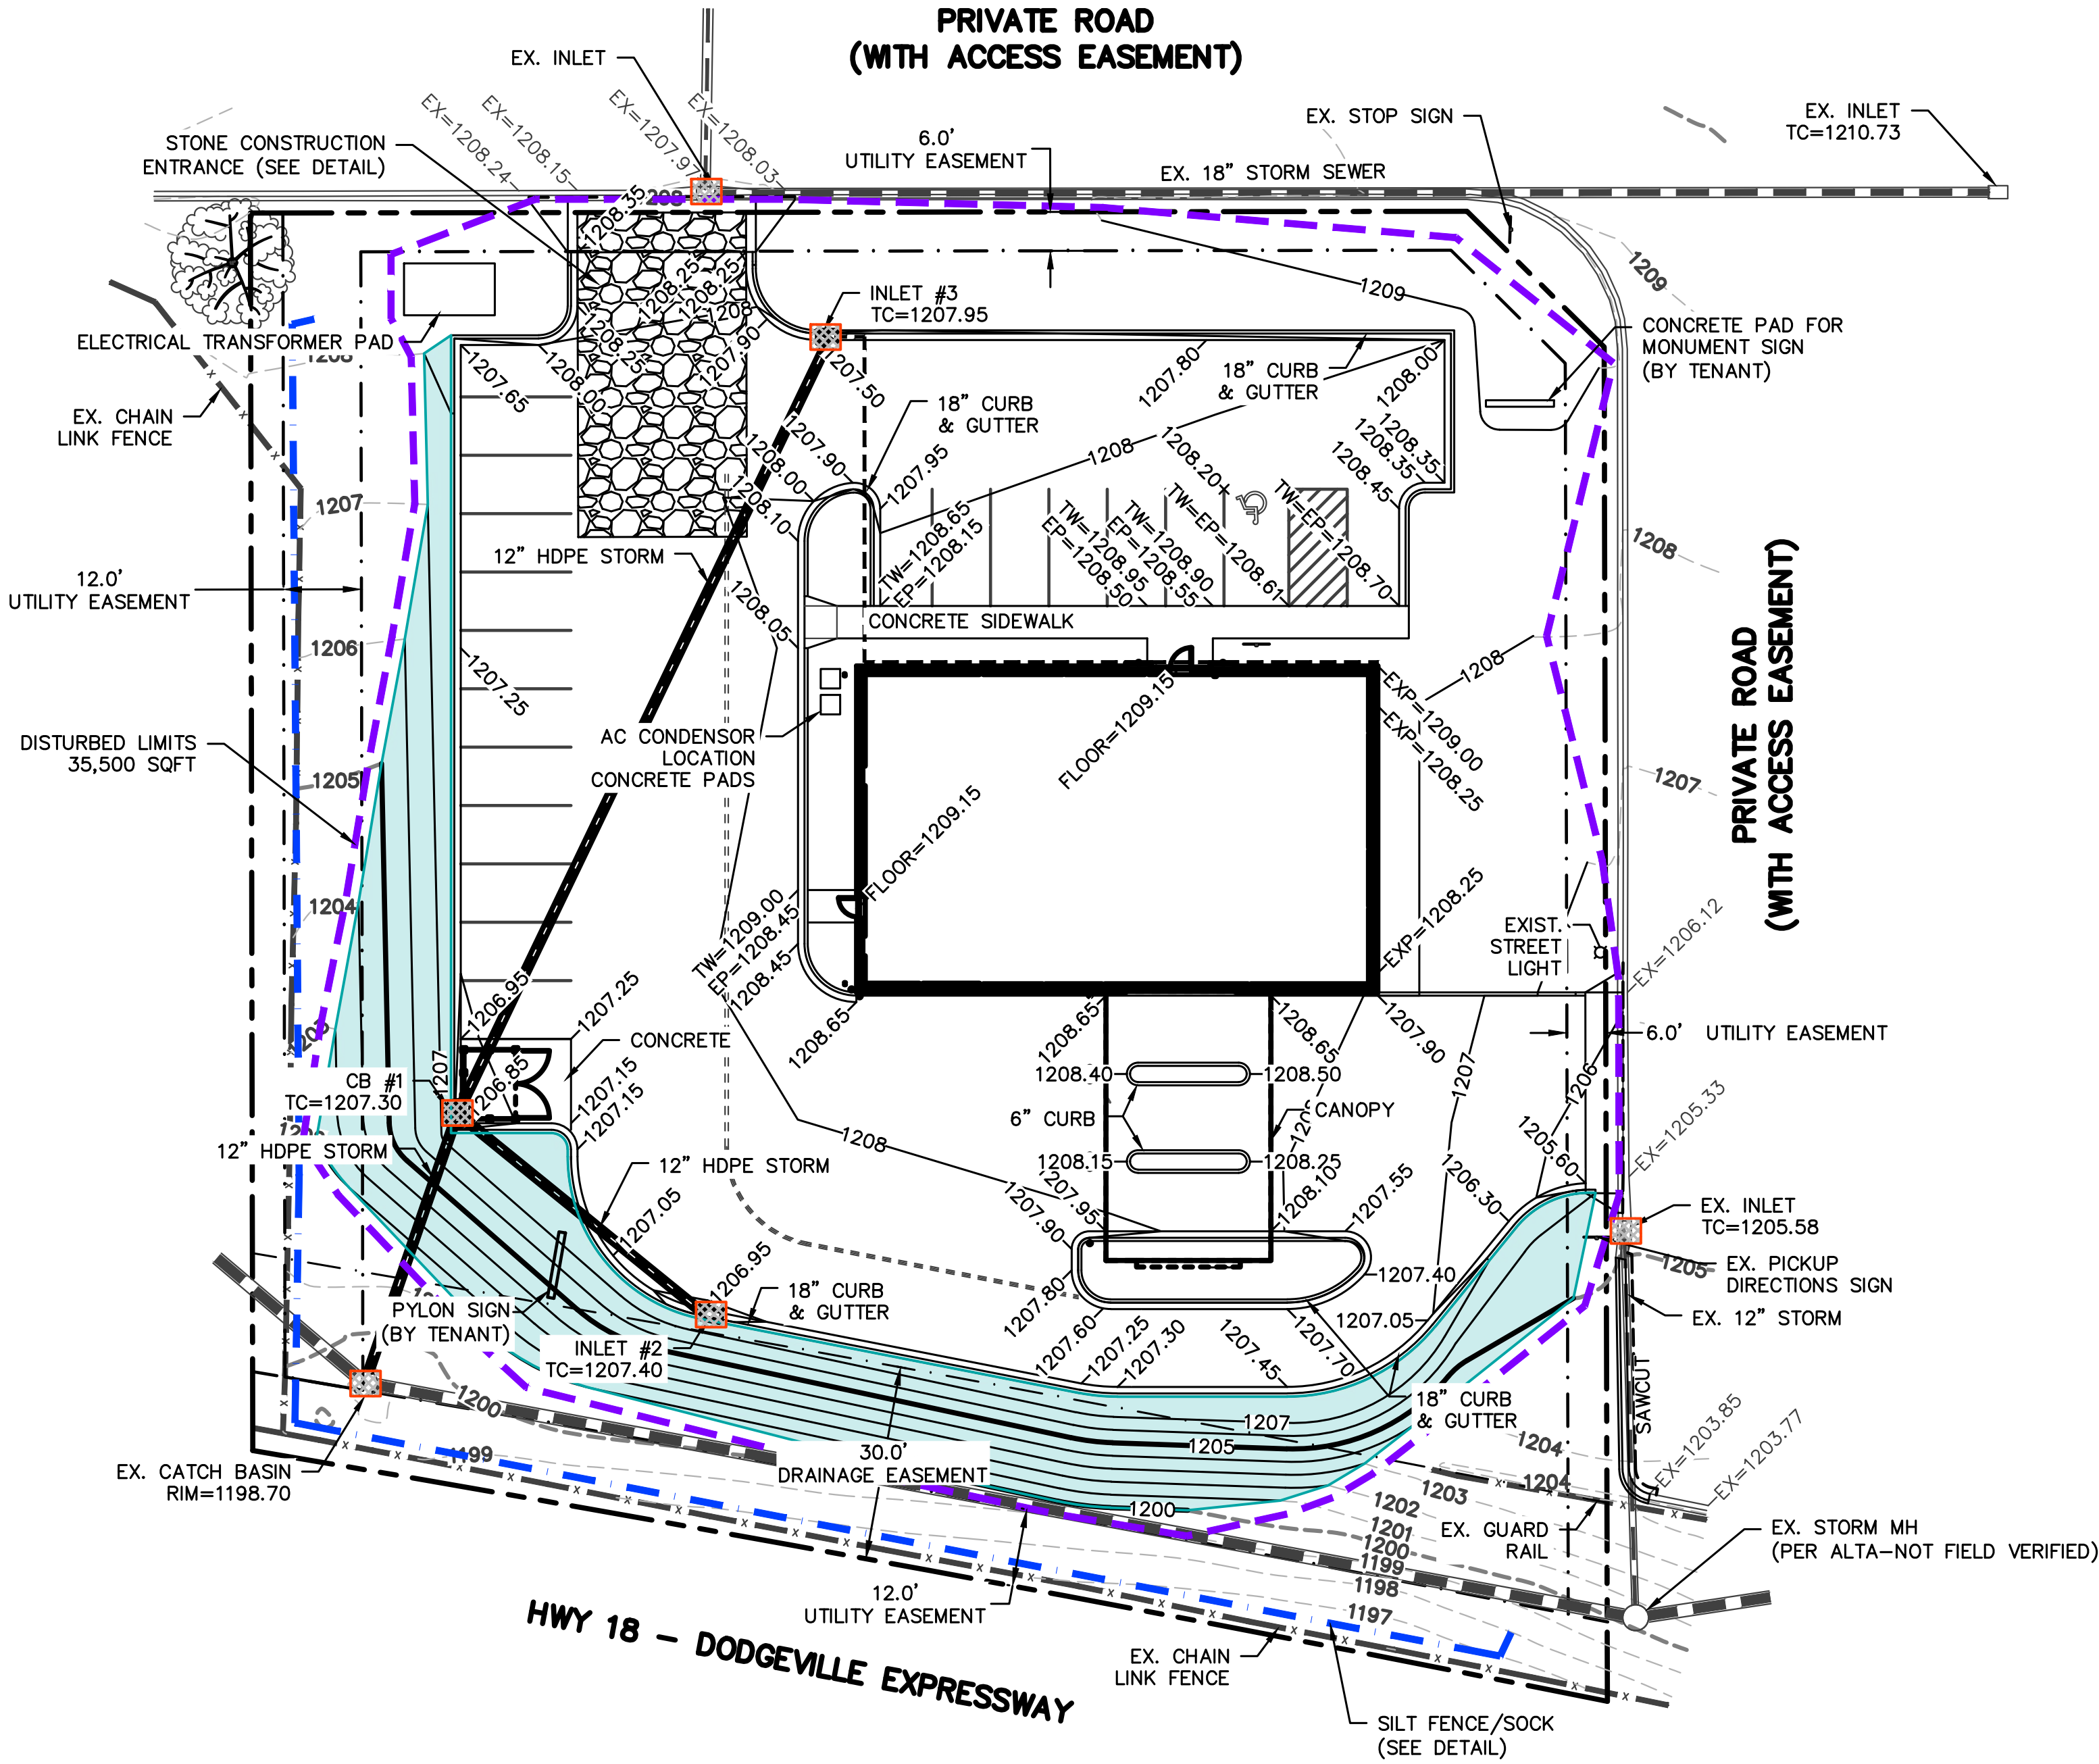 PRIVATE ROAD
(WITH ACCESS EASEMENT)
EX. INLET
EX=1208.24
EX=1208.15
EX=1207.97
EX=1208.03
STONE CONSTRUCTION
ENTRANCE (SEE DETAIL)
6.0'
UTILITY EASEMENT
EX. STOP SIGN
EX. INLET
TC=1210.73
EX. 18" STORM SEWER
1208
1208.35
1208.25
1208.25
1208
1208.25
1207.90
INLET #3
TC=1207.95
1209
1209
ELECTRICAL TRANSFORMER PAD
1208
CONCRETE PAD FOR
MONUMENT SIGN
(BY TENANT)
1207.65
1208.00
1207.50
1207.80
18" CURB
& GUTTER
1208.00
EX. CHAIN
LINK FENCE
18" CURB
& GUTTER
1207.90
1207.95
1208.00
1208.10
1208
1208.20
1208.35
1208.35
1208.45
1207
12" HDPE STORM
TW=1208.65
EP=1208.15
TW=1208.95
EP=1208.50
TW=1208.90
EP=1208.55
TW=EP=1208.61
TW=EP=1208.70
1208
12.0'
UTILITY EASEMENT
1208.05
CONCRETE SIDEWALK
1206
1207.25
1208
PRIVATE ROAD
(WITH ACCESS EASEMENT)
FLOOR=1209.15
EXP=1209.00
EXP=1208.25
DISTURBED LIMITS
35,500 SQFT
AC CONDENSOR
LOCATION
CONCRETE PADS
1205
1207
FLOOR=1209.15
1204
TW=1209.00
EP=1208.45
1208.45
EXP=1208.25
EXIST.
STREET
LIGHT
EX=1206.12
1203
1206.95
1207.25
1208.65
1208.65
1208.65
1207.90
CONCRETE
6.0' UTILITY EASEMENT
1207
1206.85
CB #1
TC=1207.30
1207.15
1207.15
1208.40
1208.50
6" CURB
CANOPY
1207
1206
EX=1205.33
12" HDPE STORM
12" HDPE STORM
1208
1208.15
1208.25
1205.60
1207.05
1207.90
1207.95
1208.10
1207.55
1206.30
EX. INLET
TC=1205.58
1206.95
1205
EX. PICKUP
DIRECTIONS SIGN
PYLON SIGN
(BY TENANT)
18" CURB
& GUTTER
1207.80
1207.40
1207.05
EX. 12" STORM
INLET #2
TC=1207.40
1207.60
1207.25
1207.30
1207.45
1207.70
SAWCUT
1200
18" CURB
& GUTTER
1207
1205
EX=1203.85
EX=1203.77
1204
1199
30.0'
DRAINAGE EASEMENT
1204
EX. CATCH BASIN
RIM=1198.70
1200
1203
1202
1201
1200
1199
1198
1197
EX. GUARD
RAIL
EX. STORM MH
(PER ALTA-NOT FIELD VERIFIED)
12.0'
UTILITY EASEMENT
HWY 18 - DODGEVILLE EXPRESSWAY
EX. CHAIN
LINK FENCE
SILT FENCE/SOCK
(SEE DETAIL)